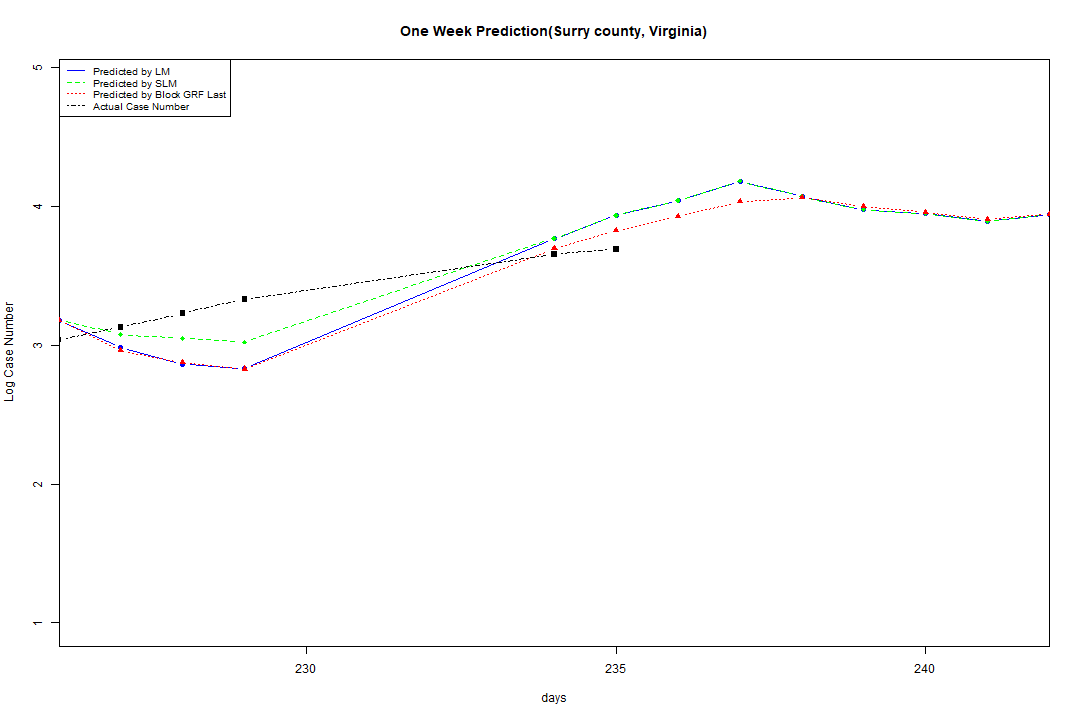 One Week Prediction(Surry county, Virginia)
Predicted by LM
Predicted by SLM
Predicted by Block GRF Last
Actual Case Number
5
4
3
2
1
Log Case Number
230
235
240
days